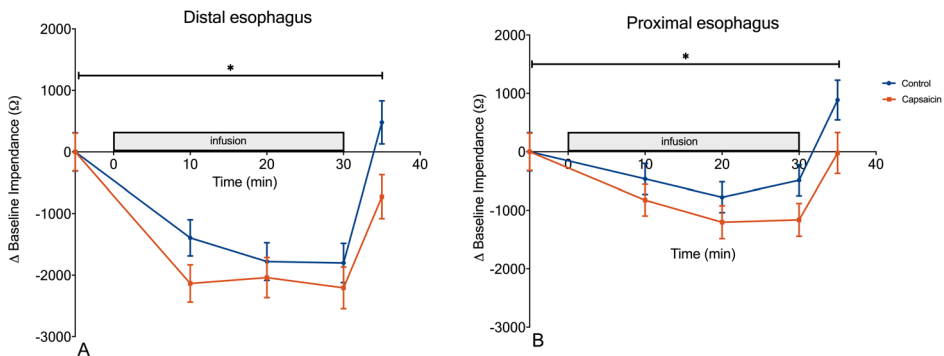 Distal esophagus
2000
1000
0
-1000
-2000
-3000
Δ Baseline Impendance (Ω)
*
infusion
0
10
20
30
40
Time (min)
A
Proximal esophagus
2000
1000
0
-1000
-2000
-3000
Δ Baseline Impedance (Ω)
*
infusion
0
10
20
30
40
Time (min)
B
Control
Capsaicin